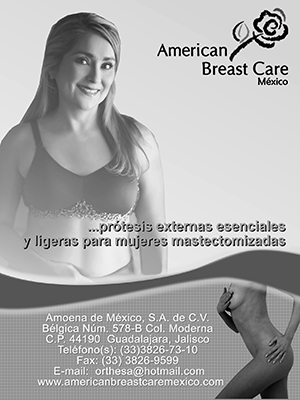 American
Breast Care
México
...prótesis externas esenciales
y ligeras para mujeres mastectomizadas
Amoena de México, S.A. de C.V.
Bélgica Núm. 578-B Col. Moderna
C.P. 44190 Guadalajara, Jalisco
Teléfono(s): (33)3826-73-10
Fax: (33) 3826-9599
E-mail: orthesa@hotmail.com
www.americanbreastcaremexico.com